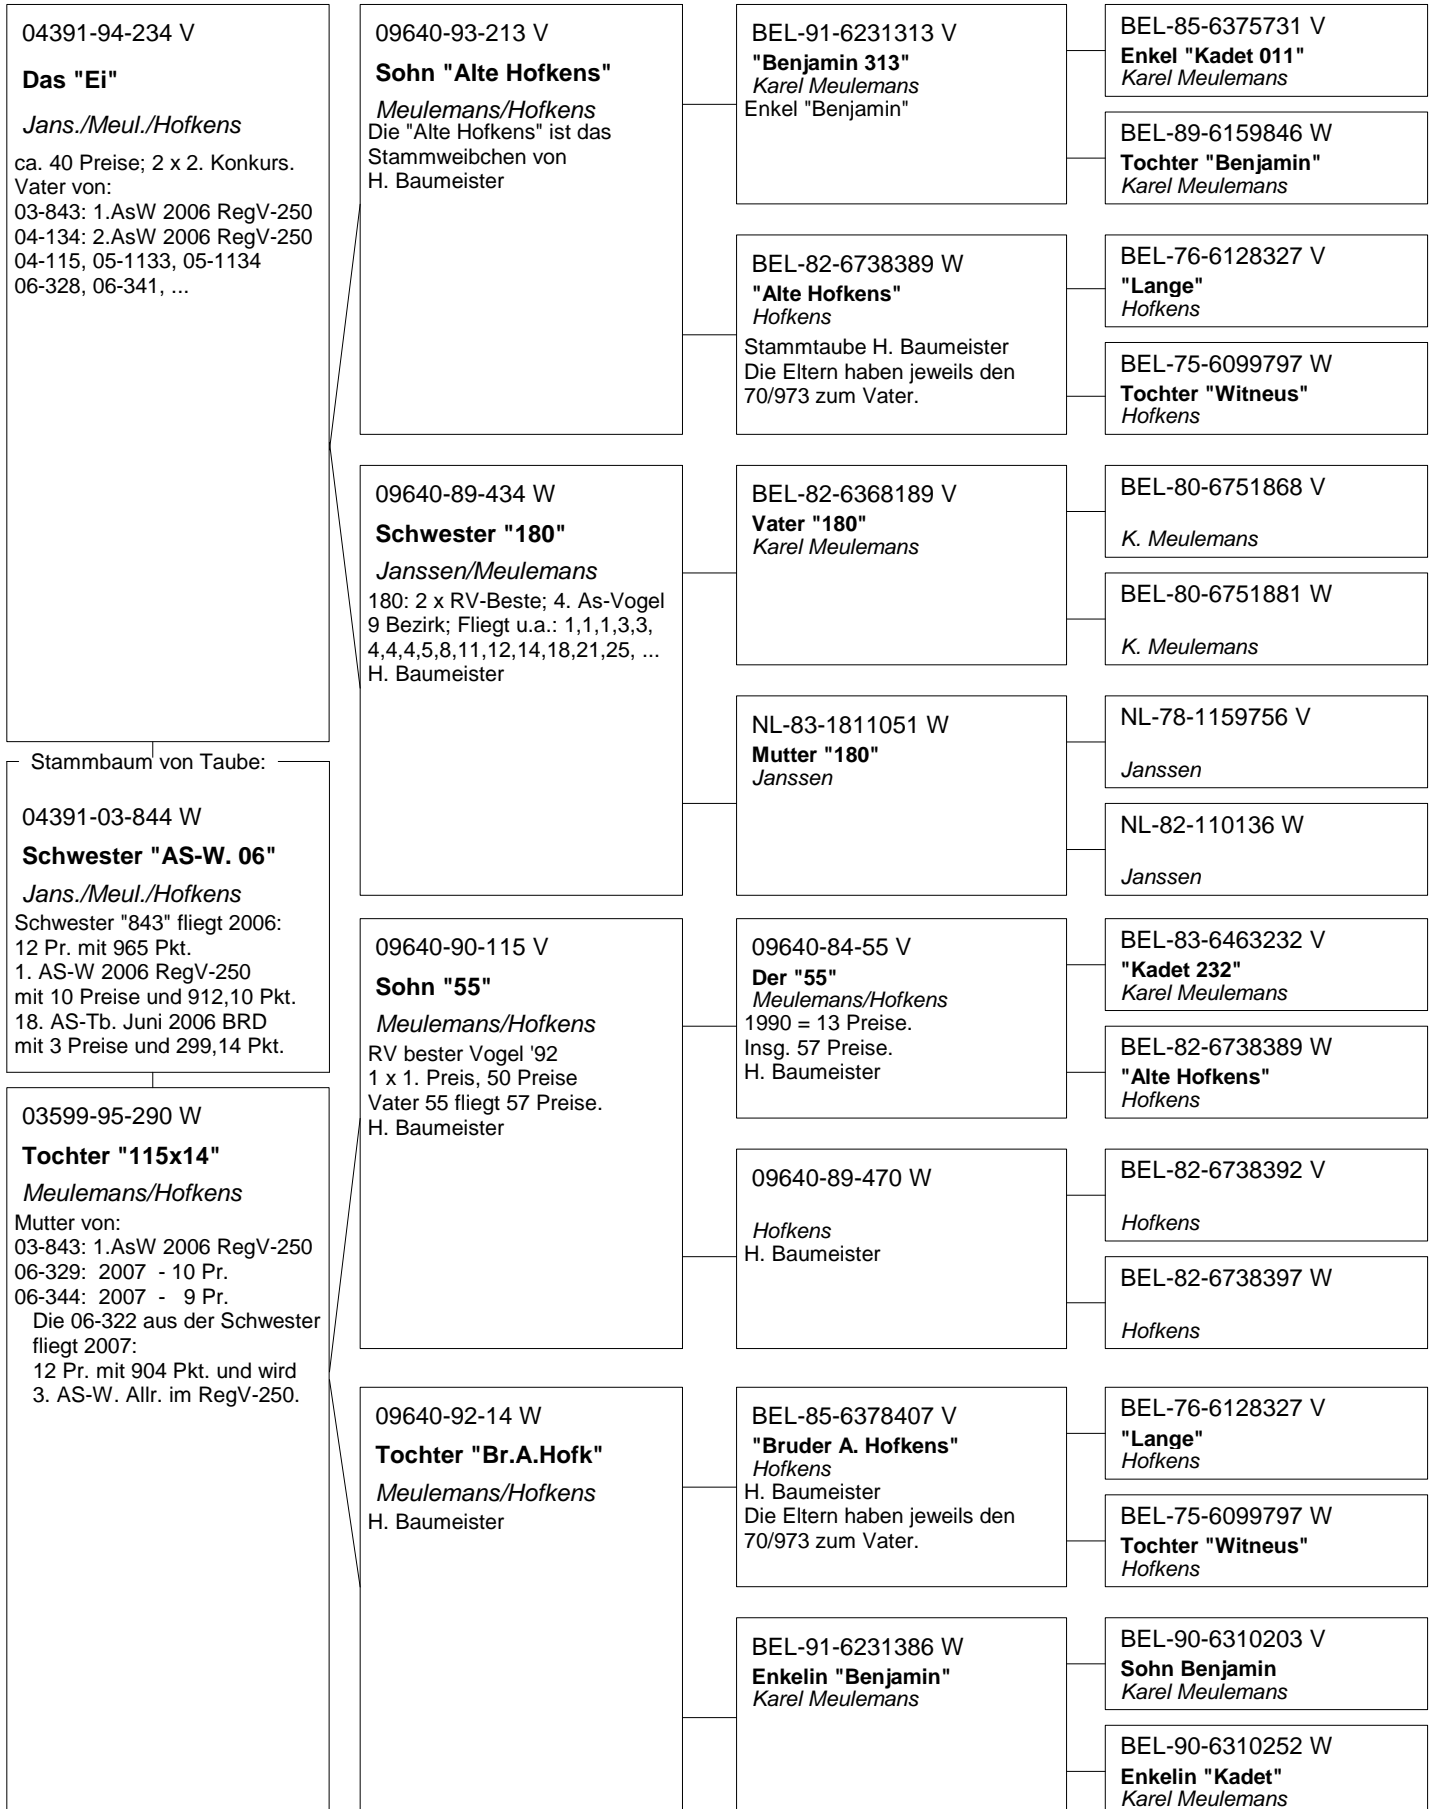 04391-94-234 V
Das "Ei"
Jans./Meul./Hofkens
ca. 40 Preise; 2 x 2. Konkurs.
Vater von:
03-843: 1.AsW 2006 RegV-250
04-134: 2.AsW 2006 RegV-250
04-115, 05-1133, 05-1134
06-328, 06-341, ...
Stammbaum von Taube:
04391-03-844 W
Schwester "AS-W. 06"
Jans./Meul./Hofkens
Schwester "843" fliegt 2006:
12 Pr. mit 965 Pkt.
1. AS-W 2006 RegV-250
mit 10 Preise und 912,10 Pkt.
18. AS-Tb. Juni 2006 BRD
mit 3 Preise und 299,14 Pkt.
03599-95-290 W
Tochter "115x14"
Meulemans/Hofkens
Mutter von:
03-843: 1.AsW 2006 RegV-250
06-329: 2007 - 10 Pr.
06-344: 2007 - 9 Pr.
Die 06-322 aus der Schwester
fliegt 2007:
12 Pr. mit 904 Pkt. und wird
3. AS-W. Allr. im RegV-250.
09640-93-213 V
Sohn "Alte Hofkens"
Meulemans/Hofkens
Die "Alte Hofkens" ist das
Stammweibchen von
H. Baumeister
09640-89-434 W
Schwester "180"
Janssen/Meulemans
180: 2 x RV-Beste; 4. As-Vogel
9 Bezirk; Fliegt u.a.: 1,1,1,3,3,
4,4,4,5,8,11,12,14,18,21,25, ...
H. Baumeister
09640-90-115 V
Sohn "55"
Meulemans/Hofkens
RV bester Vogel '92
1 x 1. Preis, 50 Preise
Vater 55 fliegt 57 Preise.
H. Baumeister
09640-92-14 W
Tochter "Br.A.Hofk"
Meulemans/Hofkens
H. Baumeister
BEL-91-6231313 V
"Benjamin 313"
Karel Meulemans
Enkel "Benjamin"
BEL-82-6738389 W
"Alte Hofkens"
Hofkens
Stammtaube H. Baumeister
Die Eltern haben jeweils den
70/973 zum Vater.
BEL-82-6368189 V
Vater "180"
Karel Meulemans
NL-83-1811051 W
Mutter "180"
Janssen
09640-84-55 V
Der "55"
Meulemans/Hofkens
1990 = 13 Preise.
Insg. 57 Preise.
H. Baumeister
09640-89-470 W
Hofkens
H. Baumeister
BEL-85-6378407 V
"Bruder A. Hofkens"
Hofkens
H. Baumeister
Die Eltern haben jeweils den
70/973 zum Vater.
BEL-91-6231386 W
Enkelin "Benjamin"
Karel Meulemans
BEL-85-6375731 V
Enkel "Kadet 011"
Karel Meulemans
BEL-89-6159846 W
Tochter "Benjamin"
Karel Meulemans
BEL-76-6128327 V
"Lange"
Hofkens
BEL-75-6099797 W
Tochter "Witneus"
Hofkens
BEL-80-6751868 V
K. Meulemans
BEL-80-6751881 W
K. Meulemans
NL-78-1159756 V
Janssen
NL-82-110136 W
Janssen
BEL-83-6463232 V
"Kadet 232"
Karel Meulemans
BEL-82-6738389 W
"Alte Hofkens"
Hofkens
BEL-82-6738392 V
Hofkens
BEL-82-6738397 W
Hofkens
BEL-76-6128327 V
"Lange"
Hofkens
BEL-75-6099797 W
Tochter "Witneus"
Hofkens
BEL-90-6310203 V
Sohn Benjamin
Karel Meulemans
BEL-90-6310252 W
Enkelin "Kadet"
Karel Meulemans